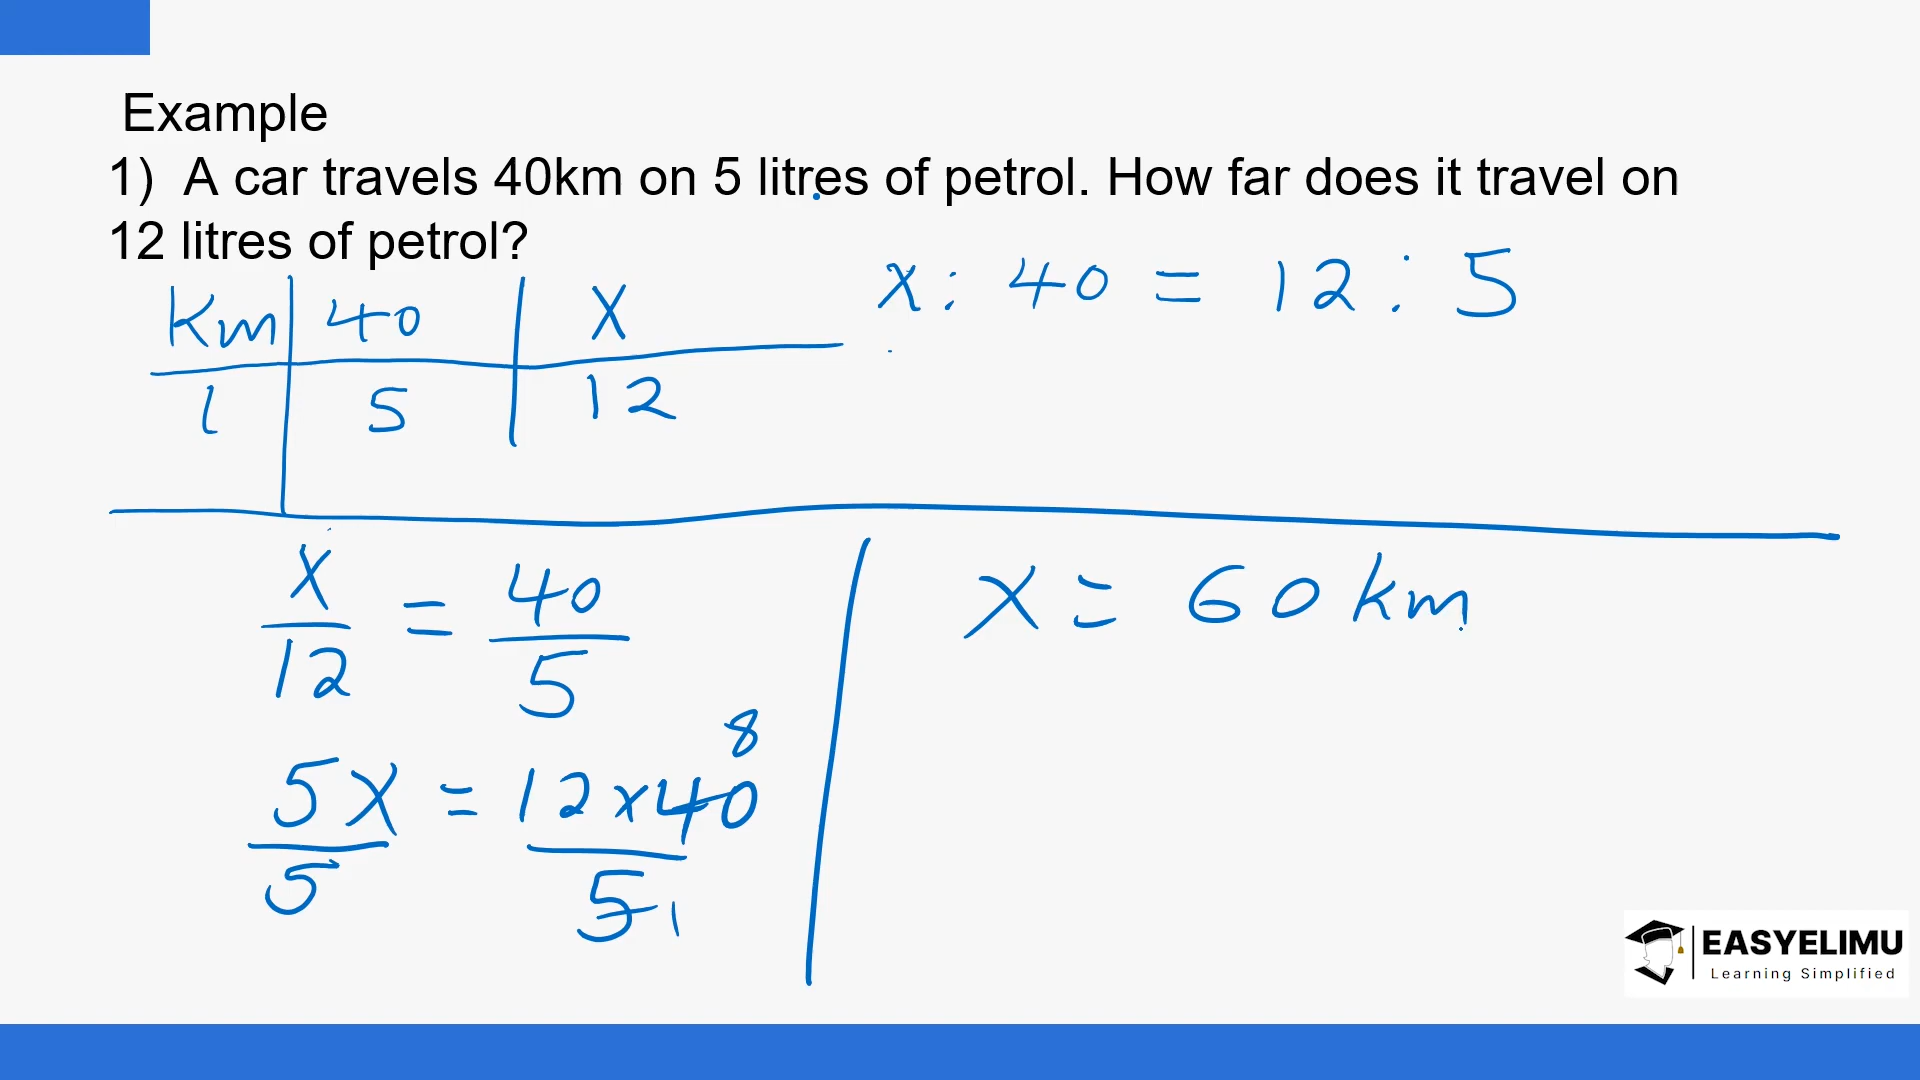 Example
1) A car travels 40km on 5 litres of petrol. How far does it travel on
12 litres of petrol?
Km 40 X
l 5 12
x : 40 = 12 : 5
X/12 = 40/5
8
5X/5 = 12x40/5 1
X = 60 km
EASYELIMU
Learning Simplified